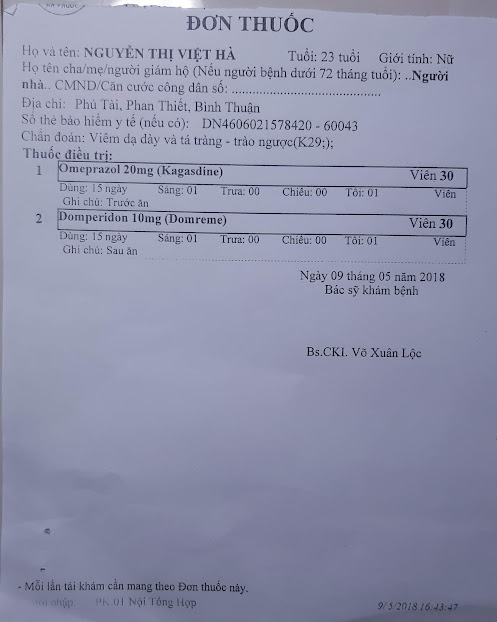 ĐƠN THUỐC
Họ và tên: NGUYỄN THỊ VIỆT HÀ Tuổi: 23 tuổi Giới tính: Nữ
Họ tên cha/mẹ/người giám hộ (Nếu người bệnh dưới 72 tháng tuổi): ..Người
nhà.. CMND/Căn cước công dân số: ........................................
Địa chỉ: Phú Tài, Phan Thiết, Bình Thuận
Số thẻ bảo hiểm y tế (nếu có): DN4606021578420 - 60043
Chẩn đoán: Viêm dạ dày và tá tràng - trào ngược(K29;);
Thuốc điều trị:
1 Omeprazol 20mg (Kagasdine) Viên 30
Dùng: 15 ngày Sáng: 01 Trưa: 00 Chiều: 00 Tối: 01 Viên
Ghi chú: Trước ăn
2 Domperidon 10mg (Domreme) Viên 30
Dùng: 15 ngày Sáng: 01 Trưa: 00 Chiều: 00 Tối: 01 Viên
Ghi chú: Sau ăn
Ngày 09 tháng 05 năm 2018
Bác sỹ khám bệnh
Bs.CKI. Võ Xuân Lộc
- Mỗi lần tái khám cần mang theo Đơn thuốc này.
nhập: PK.01 Nội Tổng Hợp 9/5/2018 16:43:47